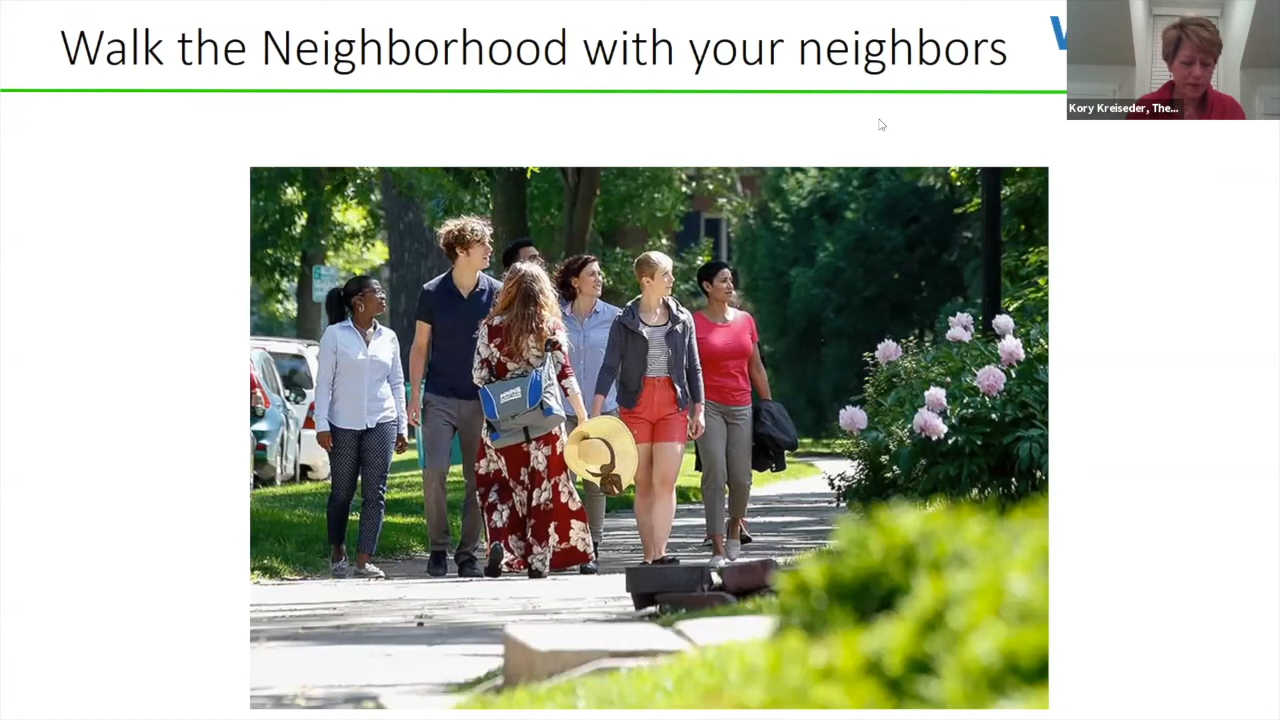 Walk the Neighborhood with your neighbors
Kory Kreiseder, The...